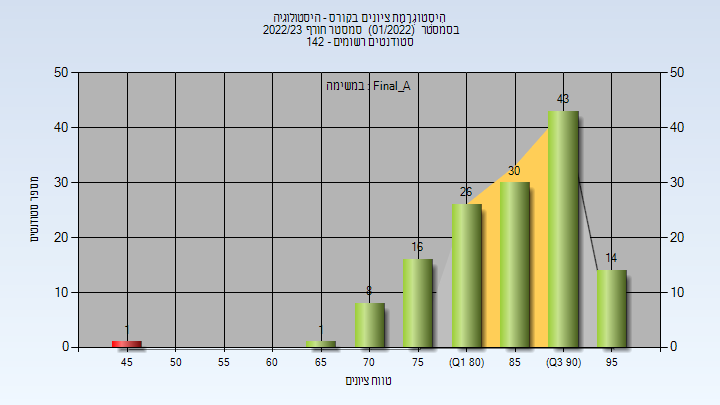 היסטוגרמת ציונים בקורס - היסטולוגיה
בסמסטר (01/2022) סמסטר חורף 2022/23
סטודנטים רשומים - 142
במשימה : Final_A
50 50
40 40
30 30
20 20
10 10
0 0
1 1 8 16 26 30 43 14
45 50 55 60 65 70 75 (Q1 80) 85 (Q3 90) 95
מספר סטודנטים
טווח ציונים